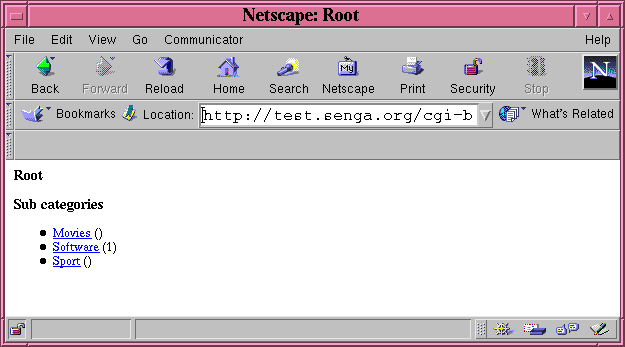 Netscape: Root
File Edit View Go Communicator Help
Back Forward Reload Home Search Netscape Print Security Stop
My
N
Bookmarks Location: http://test.senga.org/cgi-b What's Related
Root
Sub categories
Movies ()
Software (1)
Sport ()